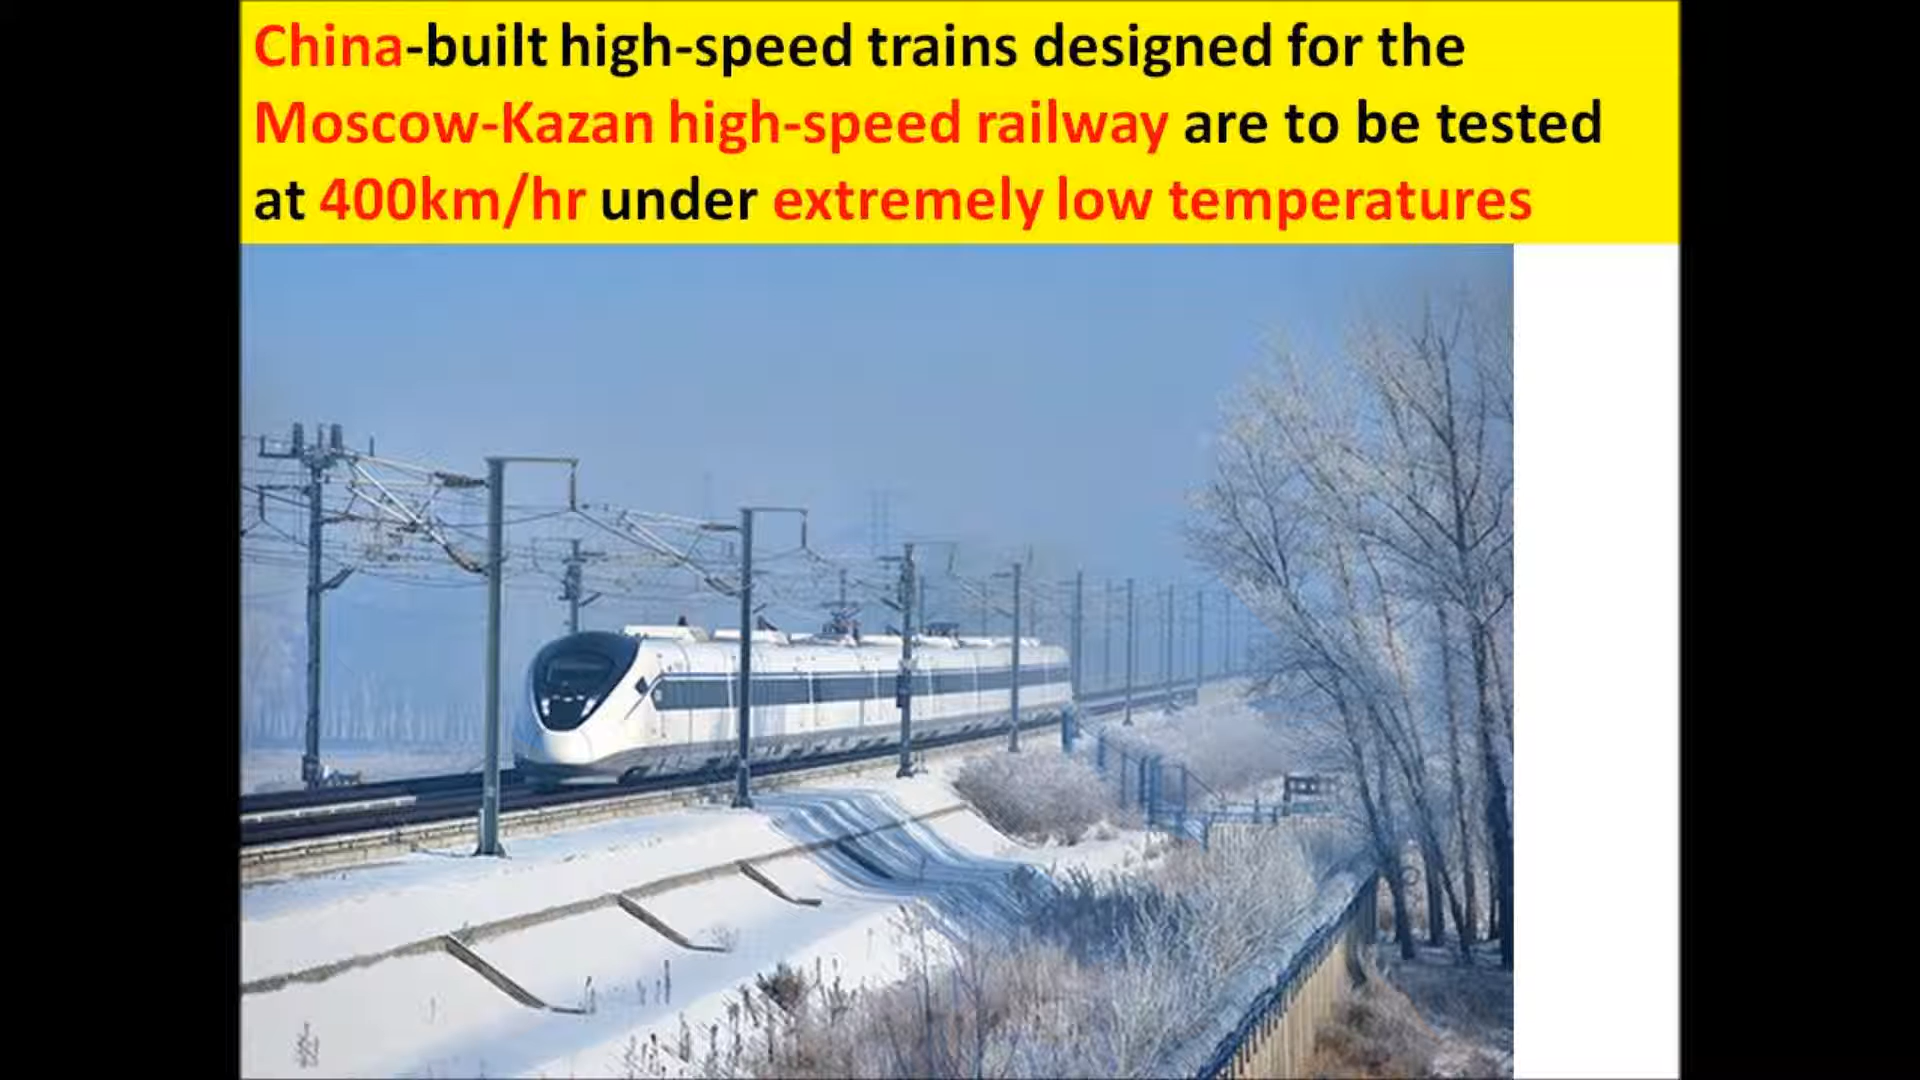 China-built high-speed trains designed for the
Moscow-Kazan high-speed railway are to be tested
at 400km/hr under extremely low temperatures